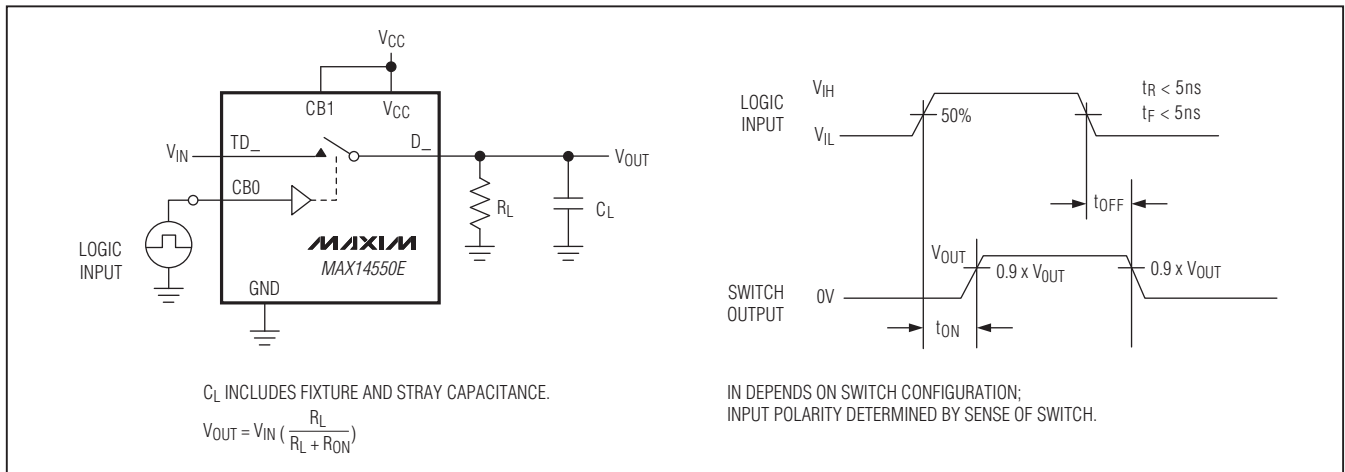 VCC
CB1
VCC
VIN
TD_
D_
VOUT
CB0
RL
CL
LOGIC
INPUT
MAXIM
MAX14550E
GND
CL INCLUDES FIXTURE AND STRAY CAPACITANCE.
VOUT = VIN ( RL / RL + RON )
LOGIC
INPUT
VIH
VIL
50%
tR < 5ns
tF < 5ns
tOFF
VOUT
0.9 x VOUT
0.9 x VOUT
SWITCH
OUTPUT
0V
tON
IN DEPENDS ON SWITCH CONFIGURATION;
INPUT POLARITY DETERMINED BY SENSE OF SWITCH.